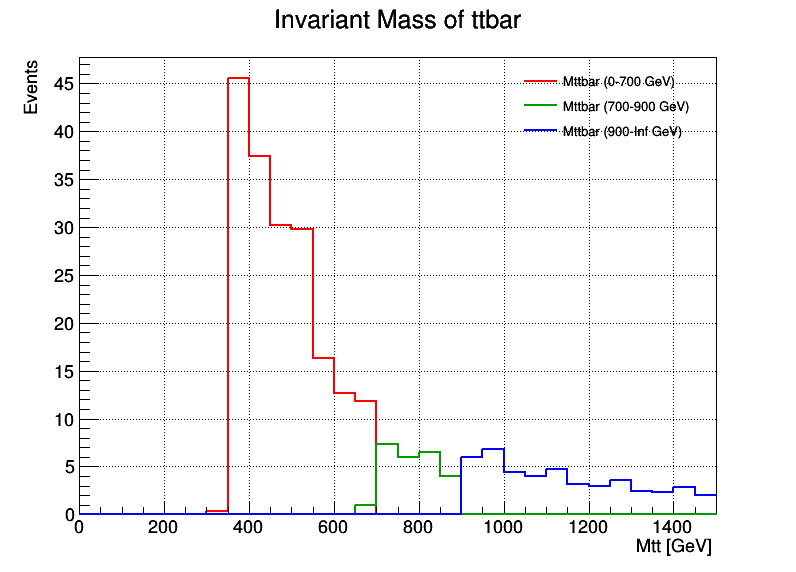 Invariant Mass of ttbar
Events
Mttbar (0-700 GeV)
Mttbar (700-900 GeV)
Mttbar (900-Inf GeV)
45
40
35
30
25
20
15
10
5
0
0 200 400 600 800 1000 1200 1400
Mtt [GeV]